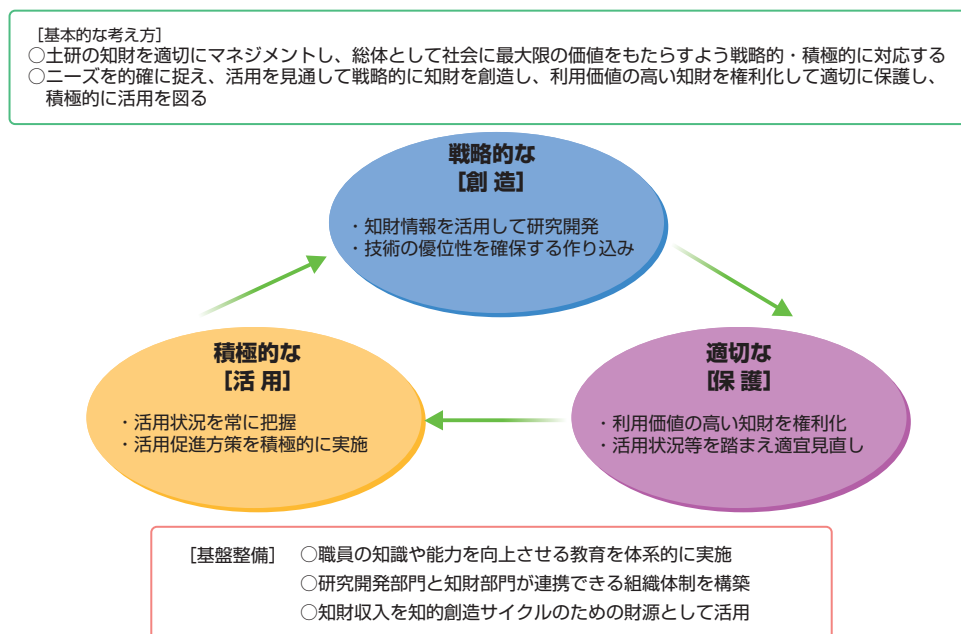 [基本的な考え方]
○土研の知財を適切にマネジメントし、総体として社会に最大限の価値をもたらすよう戦略的・積極的に対応する
○ニーズを的確に捉え、活用を見通して戦略的に知財を創造し、利用価値の高い知財を権利化して適切に保護し、
積極的に活用を図る
戦略的な
[創 造]
・知財情報を活用して研究開発
・技術の優位性を確保する作り込み
積極的な
[活 用]
・活用状況を常に把握
・活用促進方策を積極的に実施
適切な
[保 護]
・利用価値の高い知財を権利化
・活用状況等を踏まえ適宜見直し
[基盤整備] ○職員の知識や能力を向上させる教育を体系的に実施
○研究開発部門と知財部門が連携できる組織体制を構築
○知財収入を知的創造サイクルのための財源として活用